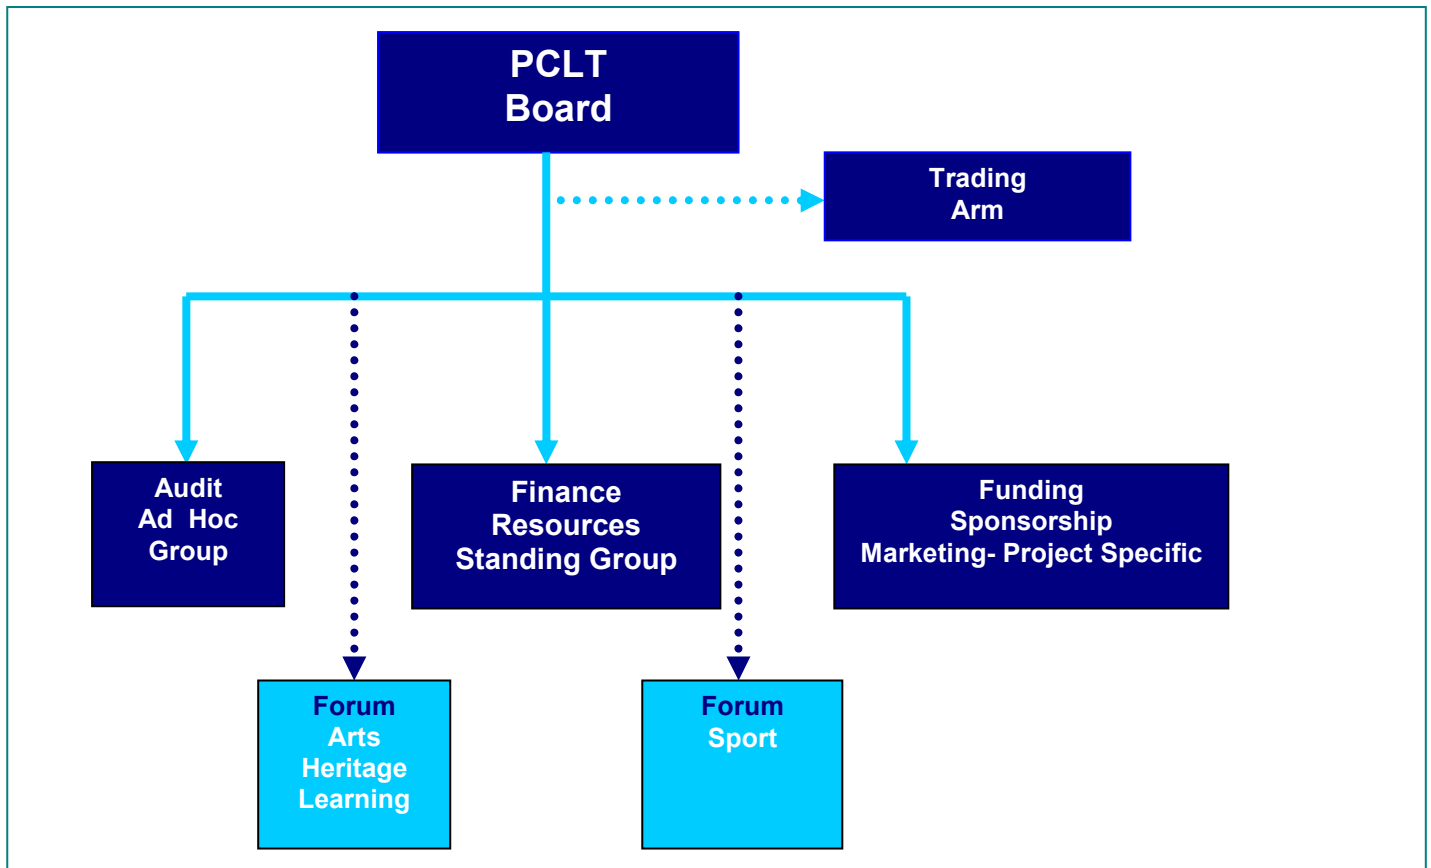 PCLT
Board
Trading
Arm
Audit
Ad Hoc
Group
Finance
Resources
Standing Group
Funding
Sponsorship
Marketing- Project Specific
Forum
Arts
Heritage
Learning
Forum
Sport